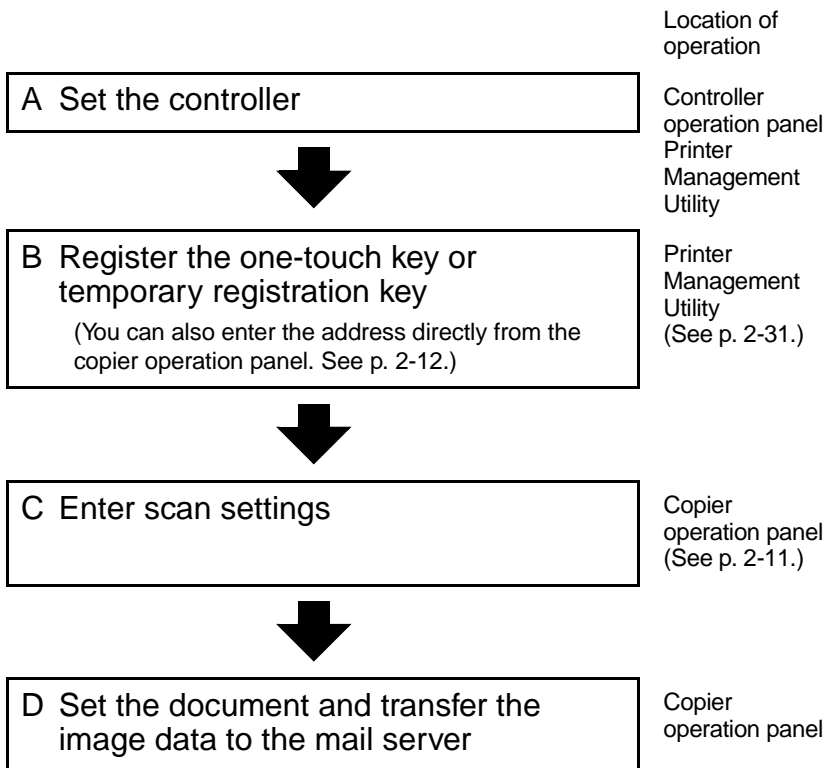 Location of
operation
A Set the controller
Controller
operation panel
Printer
Management
Utility
B Register the one-touch key or
temporary registration key
(You can also enter the address directly from the
copier operation panel. See p. 2-12.)
Printer
Management
Utility
(See p. 2-31.)
C Enter scan settings
Copier
operation panel
(See p. 2-11.)
D Set the document and transfer the
image data to the mail server
Copier
operation panel